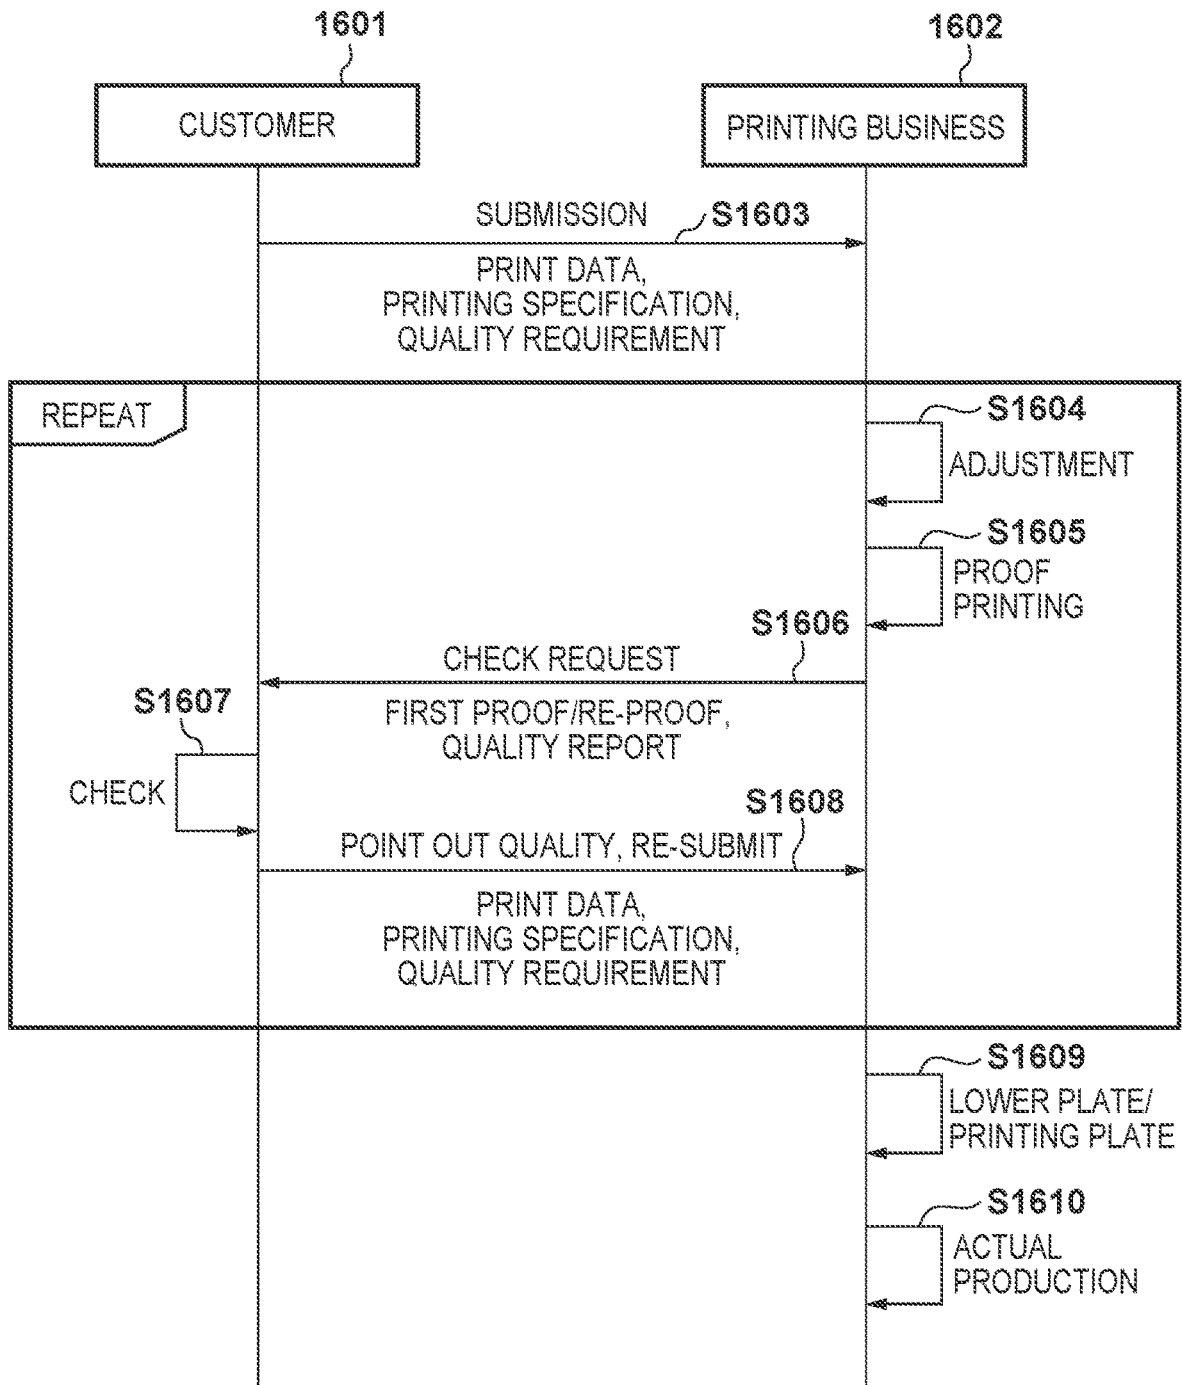 1601
1602
CUSTOMER
PRINTING BUSINESS
SUBMISSION
S1603
PRINT DATA,
PRINTING SPECIFICATION,
QUALITY REQUIREMENT
REPEAT
S1604
ADJUSTMENT
S1605
PROOF
PRINTING
S1606
CHECK REQUEST
FIRST PROOF/RE-PROOF,
QUALITY REPORT
S1607
CHECK
S1608
POINT OUT QUALITY, RE-SUBMIT
PRINT DATA,
PRINTING SPECIFICATION,
QUALITY REQUIREMENT
S1609
LOWER PLATE/
PRINTING PLATE
S1610
ACTUAL
PRODUCTION